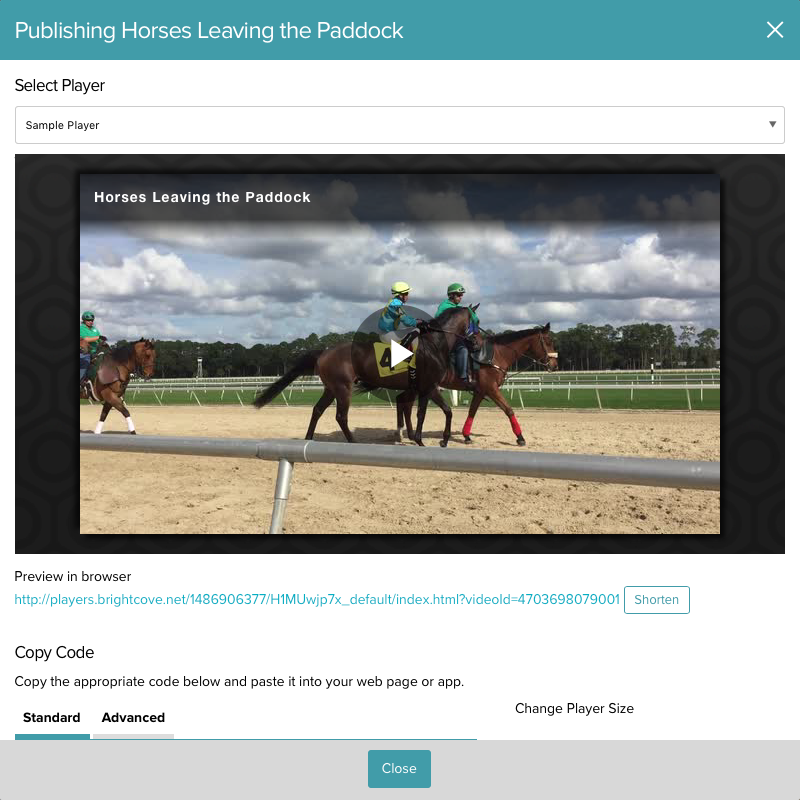 Publishing Horses Leaving the Paddock
Select Player
Sample Player
Horses Leaving the Paddock
4
Preview in browser
http://players.brightcove.net/1486906377/H1MUwjp7x_default/index.html?videoId=4703698079001 Shorten
Copy Code
Copy the appropriate code below and paste it into your web page or app.
Change Player Size
Standard Advanced
Close